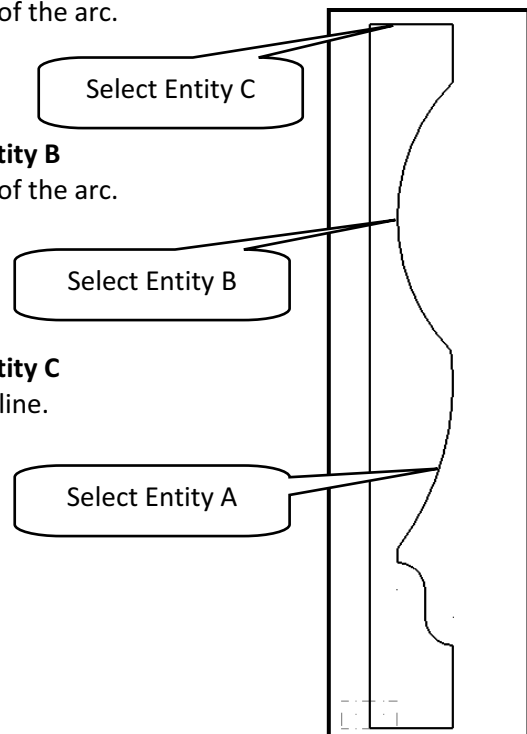 of the arc.
Select Entity C
tity B
of the arc.
Select Entity B
tity C
line.
Select Entity A